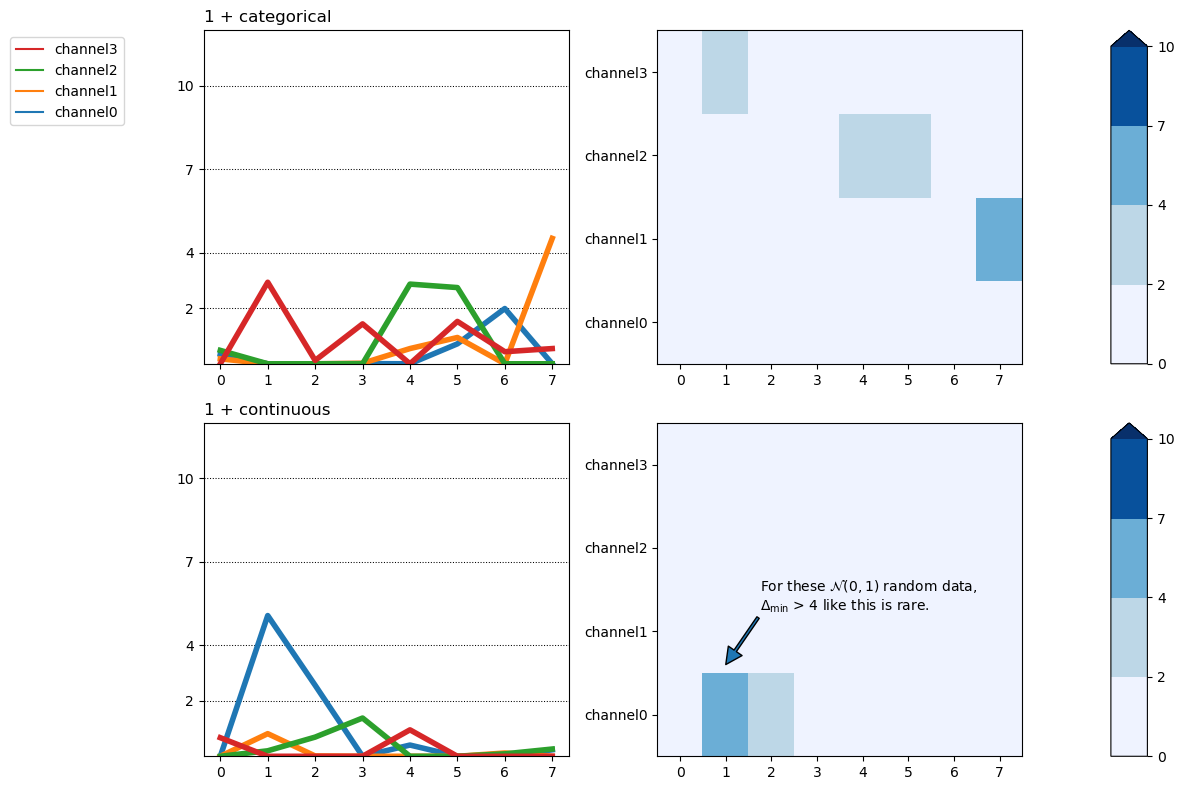 1 + categorical
channel3
channel2
channel1
channel0
10
7
4
2
0 1 2 3 4 5 6 7
channel3
channel2
channel1
channel0
0 1 2 3 4 5 6 7
10
7
4
2
0
1 + continuous
10
7
4
2
0 1 2 3 4 5 6 7
channel3
channel2
channel1
channel0
For these 𝒩(0, 1) random data,
Δmin > 4 like this is rare.
0 1 2 3 4 5 6 7
10
7
4
2
0